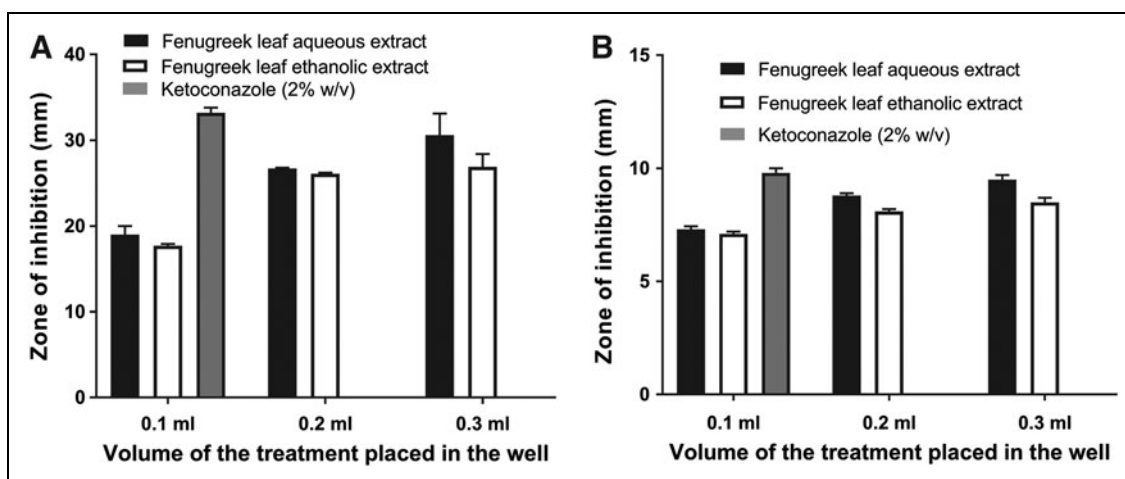 A
Fenugreek leaf aqueous extract
Fenugreek leaf ethanolic extract
Ketoconazole (2% w/v)
Zone of inhibition (mm)
40
30
20
10
0
0.1 ml
0.2 ml
0.3 ml
Volume of the treatment placed in the well
B
Fenugreek leaf aqueous extract
Fenugreek leaf ethanolic extract
Ketoconazole (2% w/v)
Zone of inhibition (mm)
15
10
5
0
0.1 ml
0.2 ml
0.3 ml
Volume of the treatment placed in the well